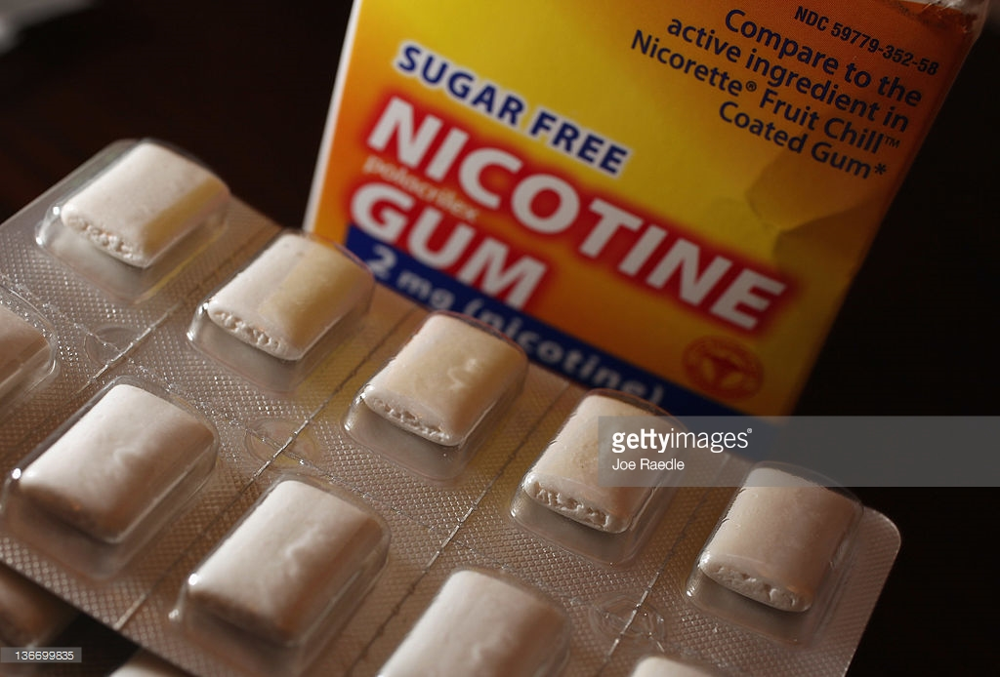 NDC 59779-352-58
Compare to the
active ingredient in
Nicorette® Fruit Chill™
Coated Gum*
SUGAR FREE
NICOTINE
polacrilex
GUM
2 mg (nicotine)
gettyimages®
Joe Raedle
136699835